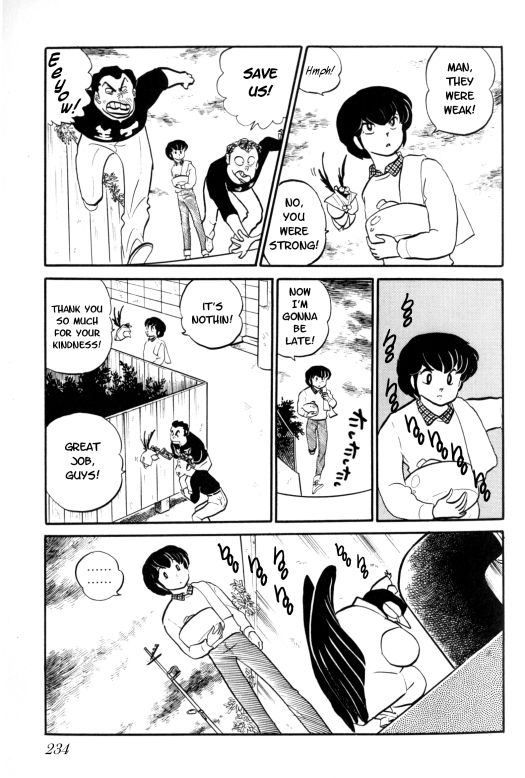 Eeyow!
SAVE
US!
Hmph!
MAN,
THEY
WERE
WEAK!
NO,
YOU
WERE
STRONG!
THANK YOU
SO MUCH
FOR YOUR
KINDNESS!
IT'S
NOTHIN!
GREAT
JOB,
GUYS!
NOW
I'M
GONNA
BE
LATE!
......
......
234